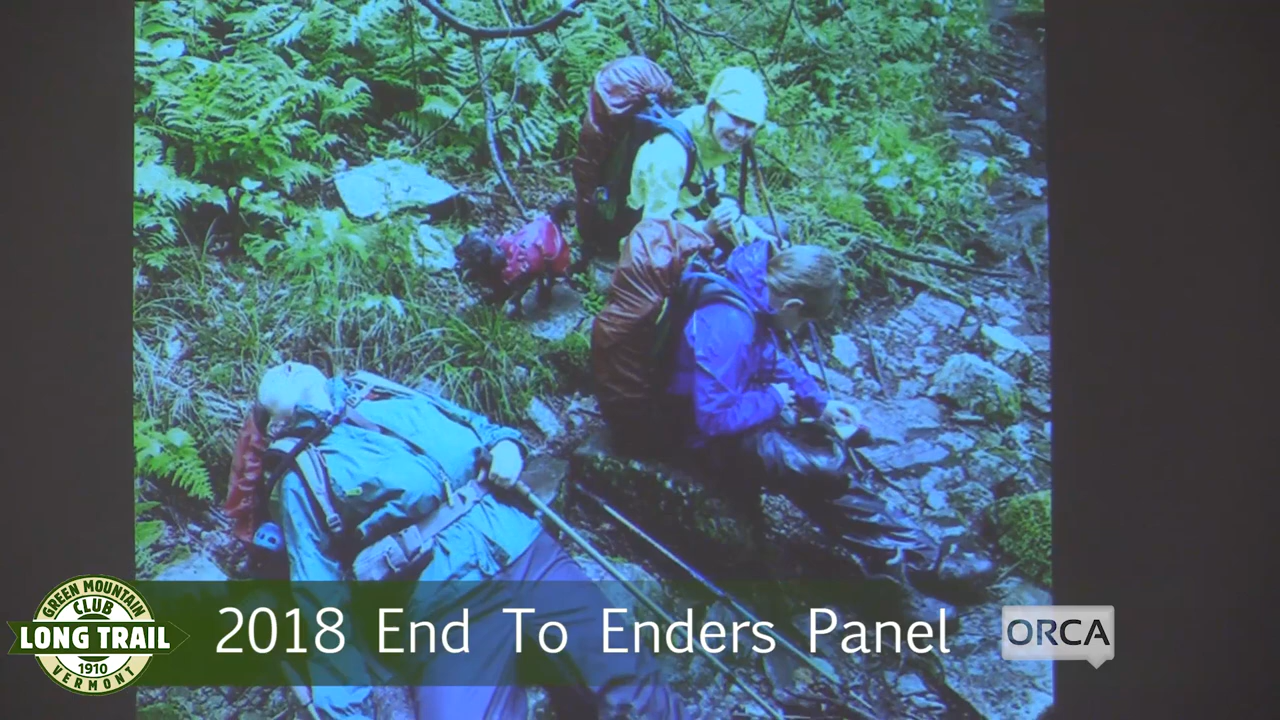 GREEN MOUNTAIN
CLUB
LONG TRAIL
1910
VERMONT
2018 End To Enders Panel
ORCA